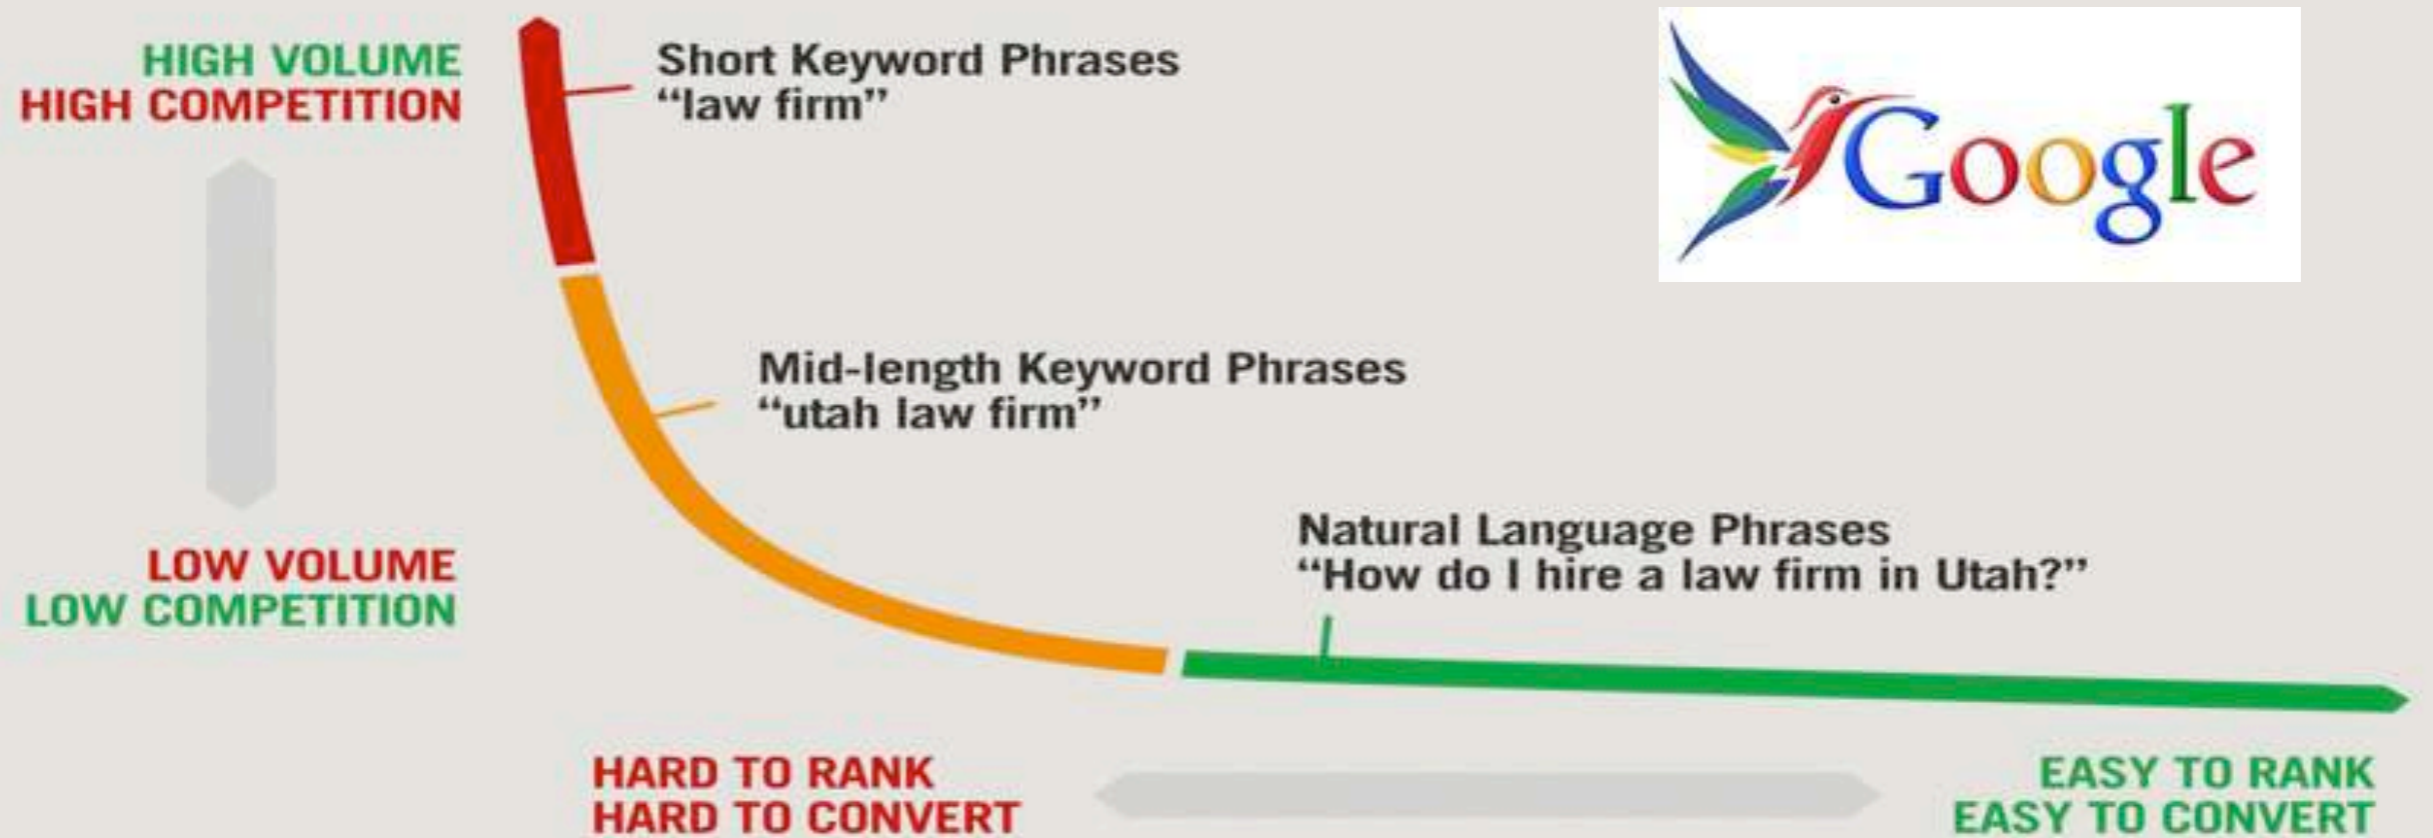 HIGH VOLUME
HIGH COMPETITION
Short Keyword Phrases
“law firm”
Google
Mid-length Keyword Phrases
“utah law firm”
LOW VOLUME
LOW COMPETITION
Natural Language Phrases
“How do I hire a law firm in Utah?”
HARD TO RANK
HARD TO CONVERT
EASY TO RANK
EASY TO CONVERT